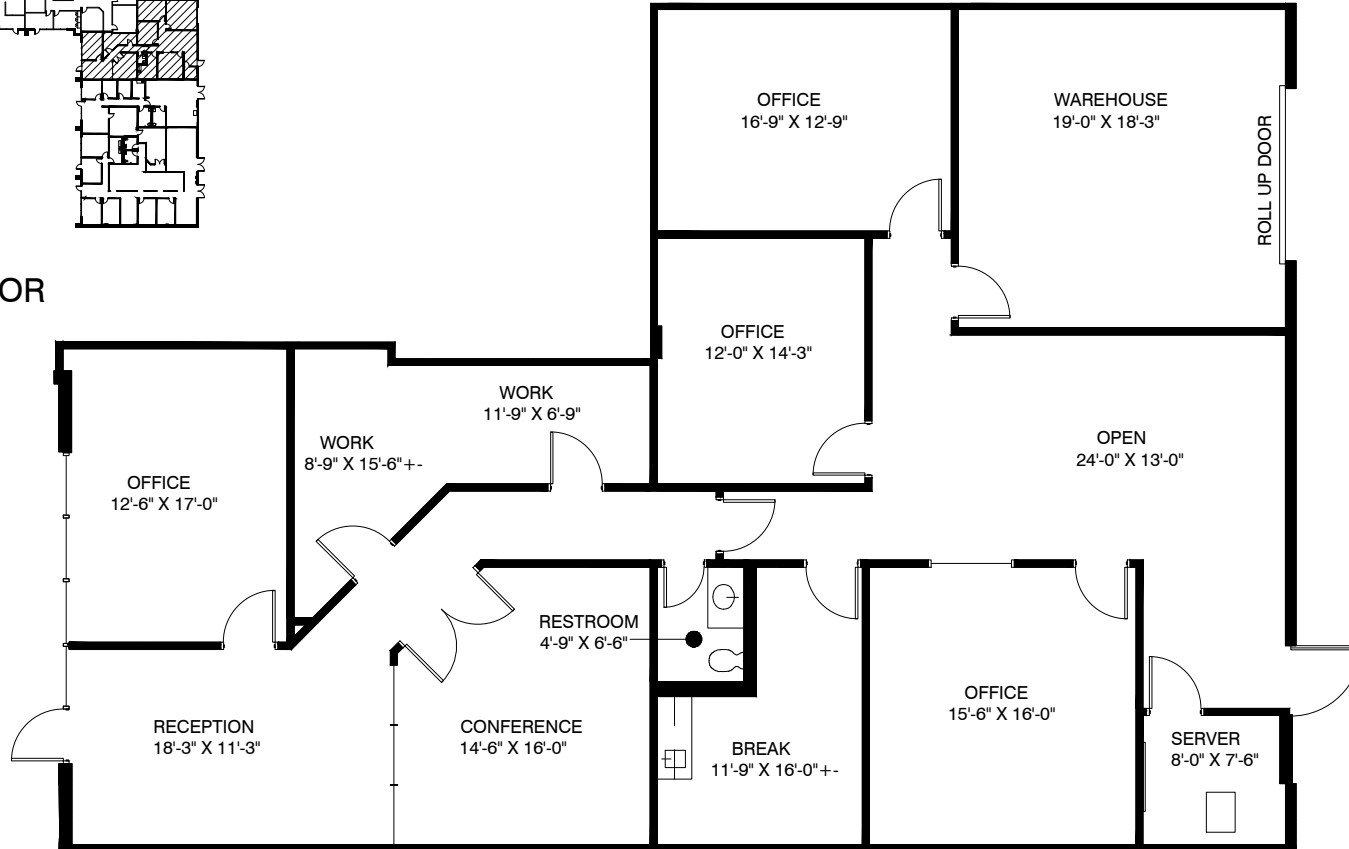 OFFICE
16'-9" X 12'-9"
WAREHOUSE
19'-0" X 18'-3"
ROLL UP DOOR
OR
OFFICE
12'-0" X 14'-3"
WORK
11'-9" X 6'-9"
WORK
8'-9" X 15'-6"+-
OPEN
24'-0" X 13'-0"
OFFICE
12'-6" X 17'-0"
RESTROOM
4'-9" X 6'-6"
OFFICE
15'-6" X 16'-0"
RECEPTION
18'-3" X 11'-3"
CONFERENCE
14'-6" X 16'-0"
BREAK
11'-9" X 16'-0"+-
SERVER
8'-0" X 7'-6"